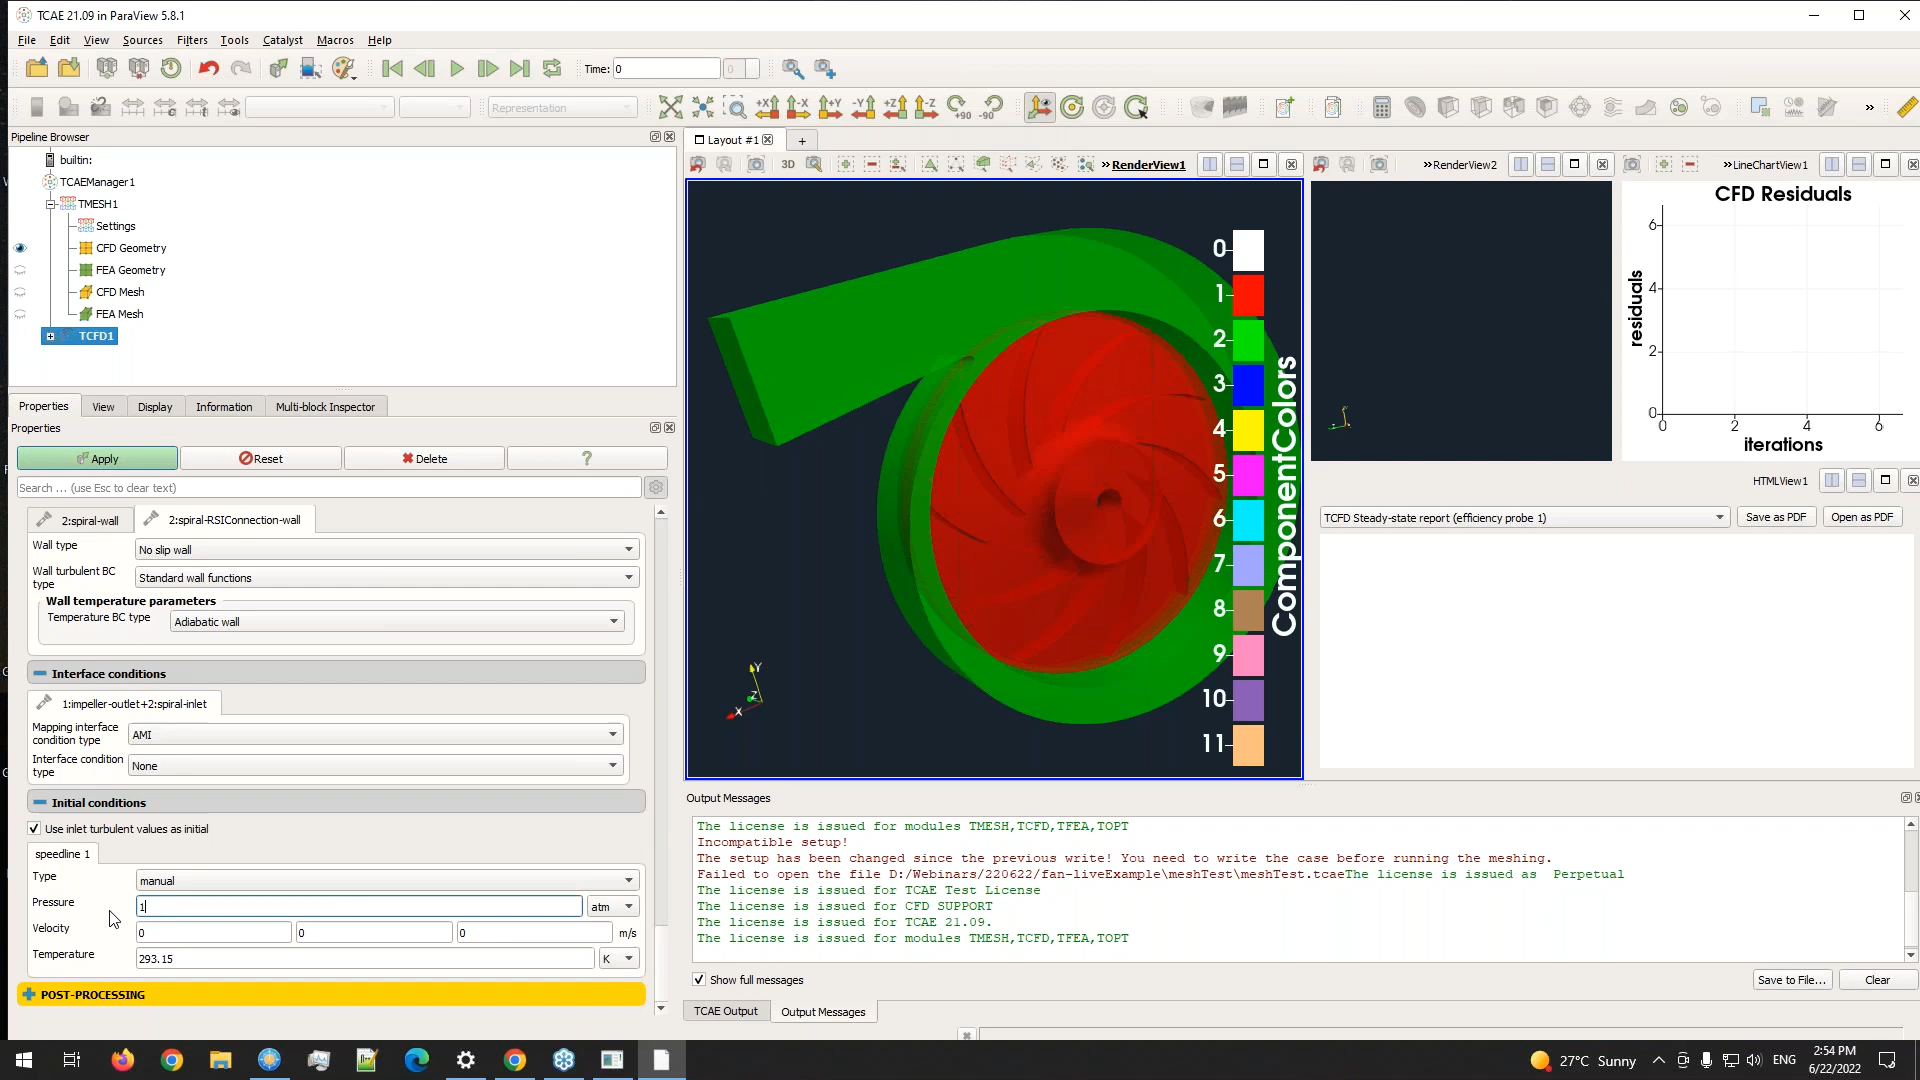 TCAE 21.09 in ParaView 5.8.1
File Edit View Sources Filters Tools Catalyst Macros Help
Time: 0 0
Representation
+X -X +Y -Y +Z -Z +90 -90
Pipeline Browser
builtin:
TCAEManager1
TMESH1
Settings
CFD Geometry
FEA Geometry
CFD Mesh
FEA Mesh
TCFD1
Properties View Display Information Multi-block Inspector
Properties
Apply Reset Delete ?
Search ... (use Esc to clear text)
2:spiral-wall 2:spiral-RSIConnection-wall
Wall type No slip wall
Wall turbulent BC type Standard wall functions
Wall temperature parameters
Temperature BC type Adiabatic wall
Interface conditions
1:impeller-outlet+2:spiral-inlet
Mapping interface condition type AMI
Interface condition type None
Initial conditions
Use inlet turbulent values as initial
speedline 1
Type manual
Pressure 1 atm
Velocity 0 0 0 m/s
Temperature 293.15 K
POST-PROCESSING
Layout #1 +
3D » RenderView1
0
1
2
3
4
5
6
7
8
9
10
11
ComponentColors
Y
Z
X
»RenderView2
»LineChartView1
CFD Residuals
6
4
2
0
residuals
0 2 4 6
iterations
HTMLView1
TCFD Steady-state report (efficiency probe 1) Save as PDF Open as PDF
Output Messages
The license is issued for modules TMESH,TCFD,TFEA,TOPT
Incompatible setup!
The setup has been changed since the previous write! You need to write the case before running the meshing.
Failed to open the file D:/Webinars/220622/fan-liveExample\meshTest\meshTest.tcaeThe license is issued as  Perpetual
The license is issued for TCAE Test License
The license is issued for CFD SUPPORT
The license is issued for TCAE 21.09.
The license is issued for modules TMESH,TCFD,TFEA,TOPT
Show full messages Save to File... Clear
TCAE Output Output Messages
27°C Sunny ENG 2:54 PM
6/22/2022